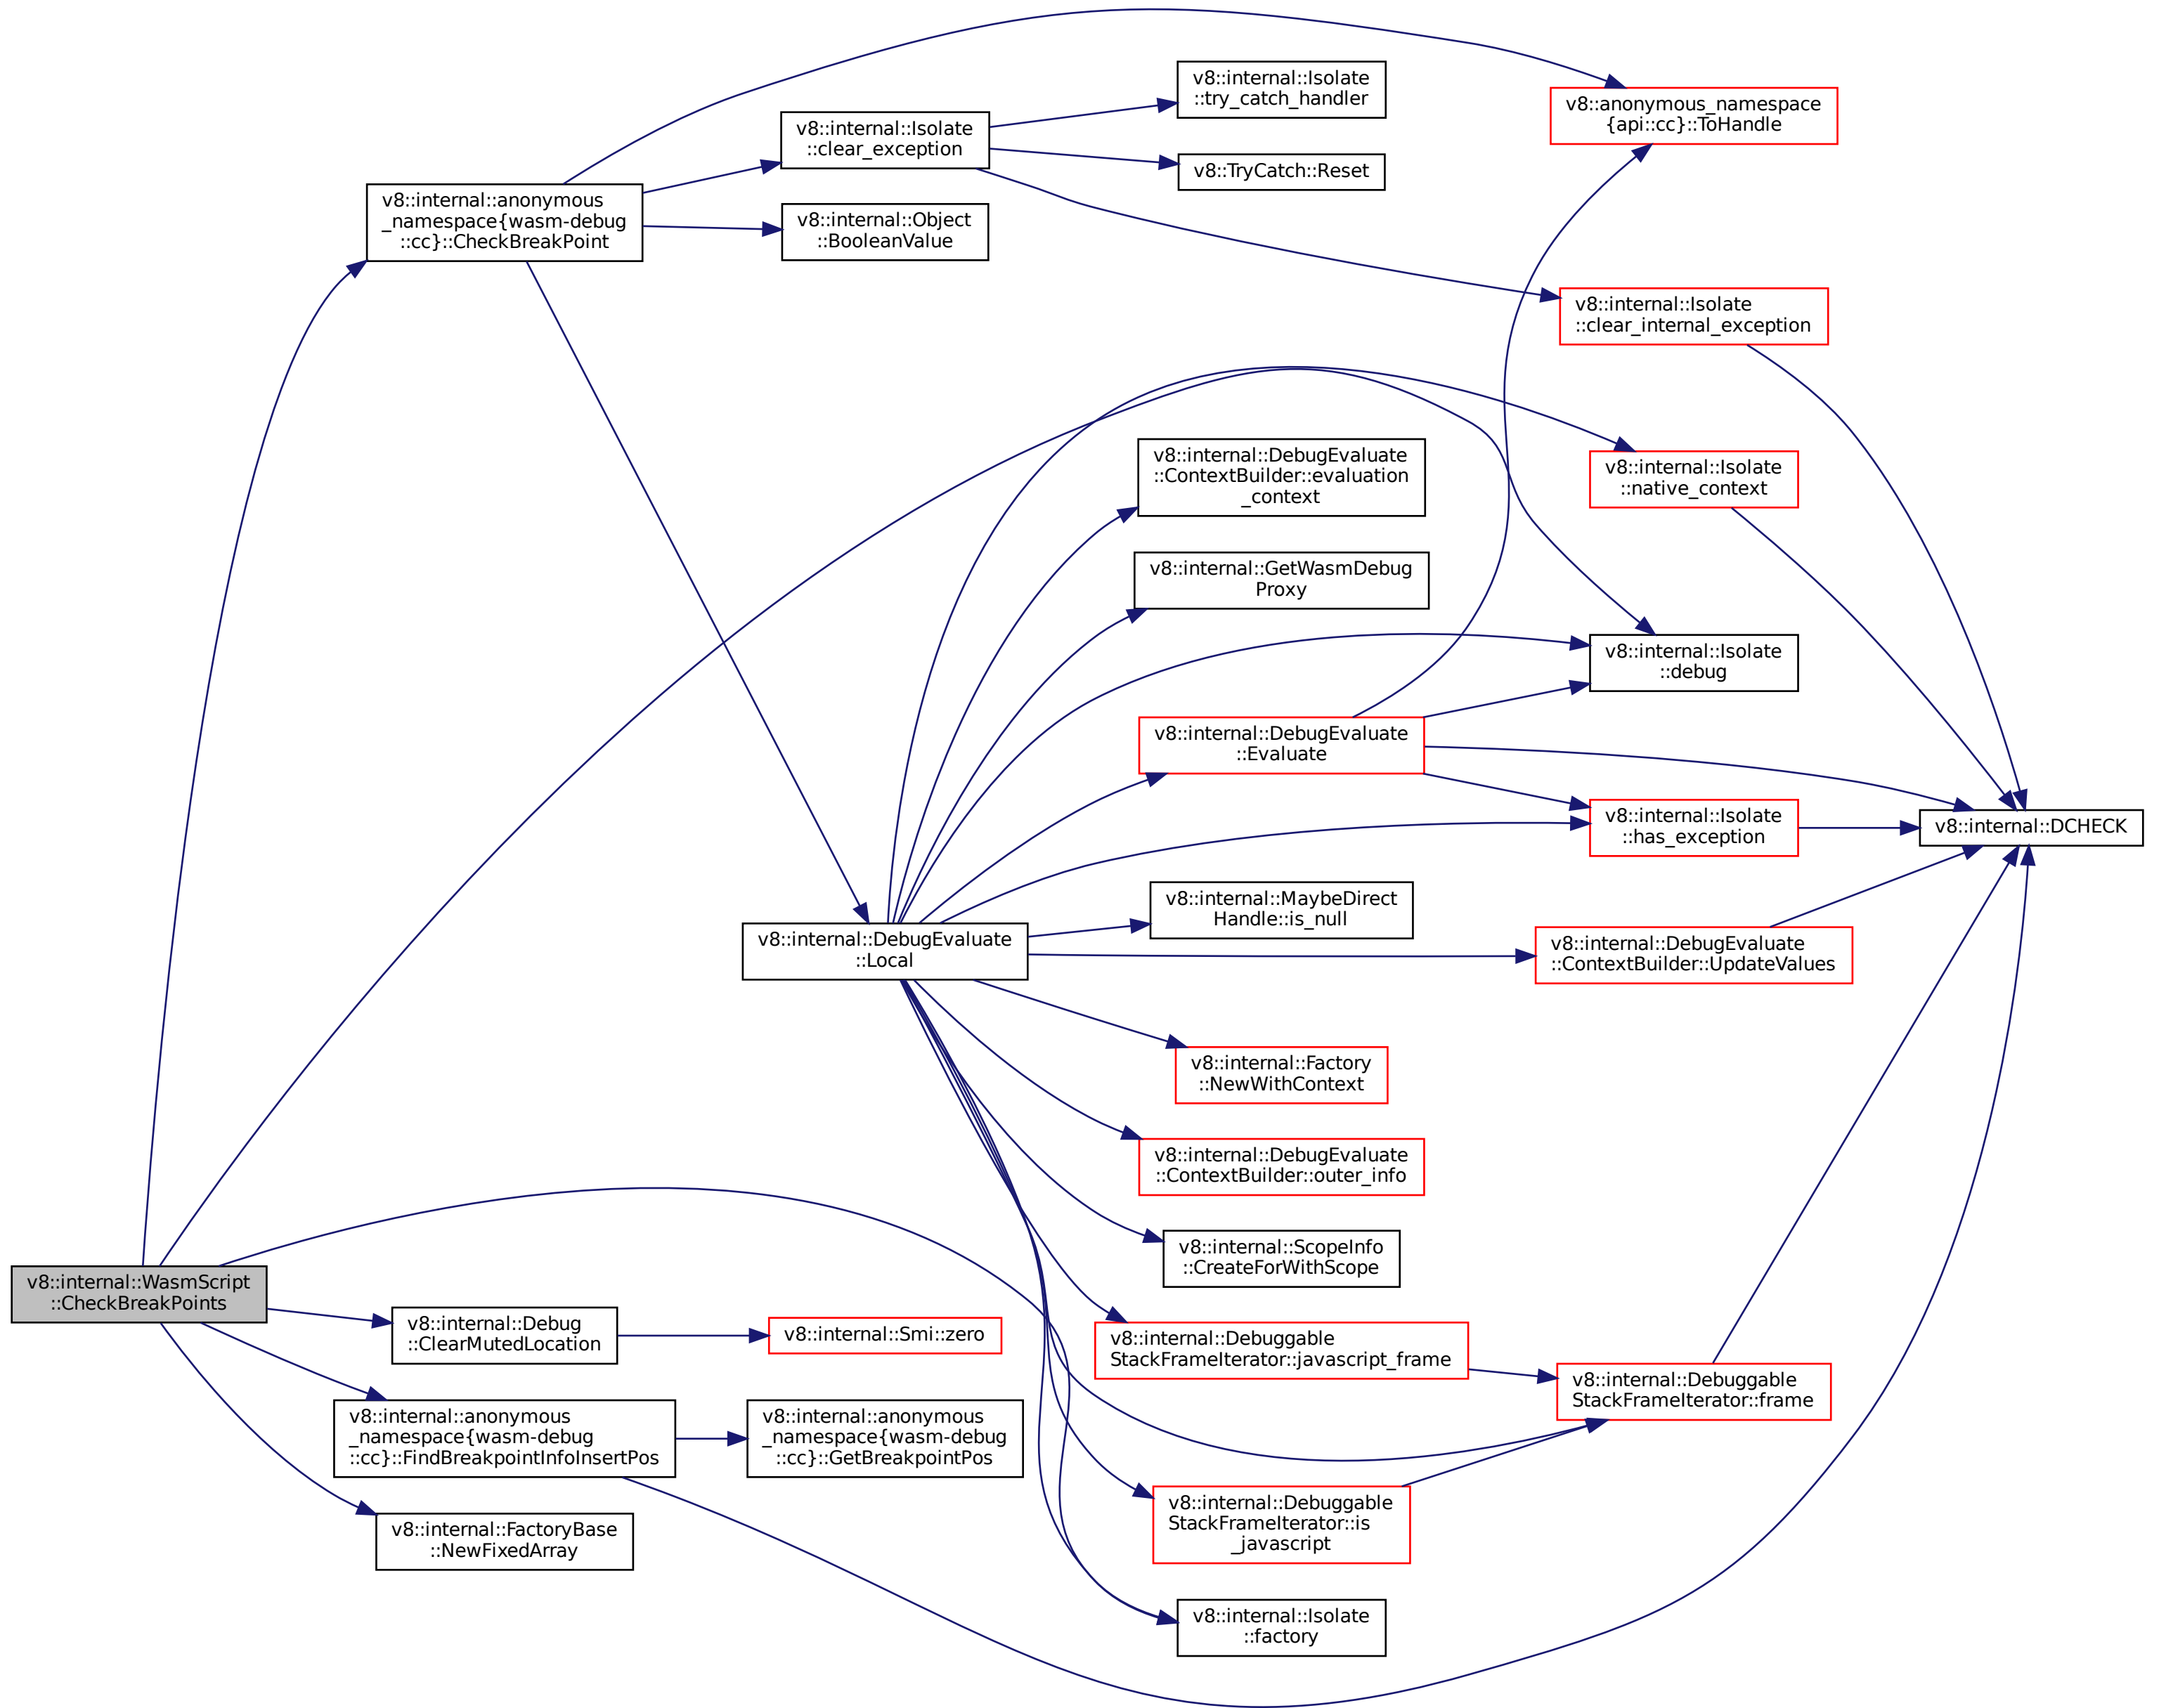 v8::internal::Isolate
::try_catch_handler
v8::anonymous_namespace
{api::cc}::ToHandle
v8::internal::Isolate
::clear_exception
v8::TryCatch::Reset
v8::internal::anonymous
_namespace{wasm-debug
::cc}::CheckBreakPoint
v8::internal::Object
::BooleanValue
v8::internal::Isolate
::clear_internal_exception
v8::internal::DebugEvaluate
::ContextBuilder::evaluation
_context
v8::internal::Isolate
::native_context
v8::internal::GetWasmDebug
Proxy
v8::internal::Isolate
::debug
v8::internal::DebugEvaluate
::Evaluate
v8::internal::Isolate
::has_exception
v8::internal::DCHECK
v8::internal::MaybeDirect
Handle::is_null
v8::internal::DebugEvaluate
::Local
v8::internal::DebugEvaluate
::ContextBuilder::UpdateValues
v8::internal::Factory
::NewWithContext
v8::internal::DebugEvaluate
::ContextBuilder::outer_info
v8::internal::ScopeInfo
::CreateForWithScope
v8::internal::WasmScript
::CheckBreakPoints
v8::internal::Debug
::ClearMutedLocation
v8::internal::Smi::zero
v8::internal::Debuggable
StackFrameIterator::javascript_frame
v8::internal::Debuggable
StackFrameIterator::frame
v8::internal::anonymous
_namespace{wasm-debug
::cc}::FindBreakpointInfoInsertPos
v8::internal::anonymous
_namespace{wasm-debug
::cc}::GetBreakpointPos
v8::internal::Debuggable
StackFrameIterator::is
_javascript
v8::internal::FactoryBase
::NewFixedArray
v8::internal::Isolate
::factory